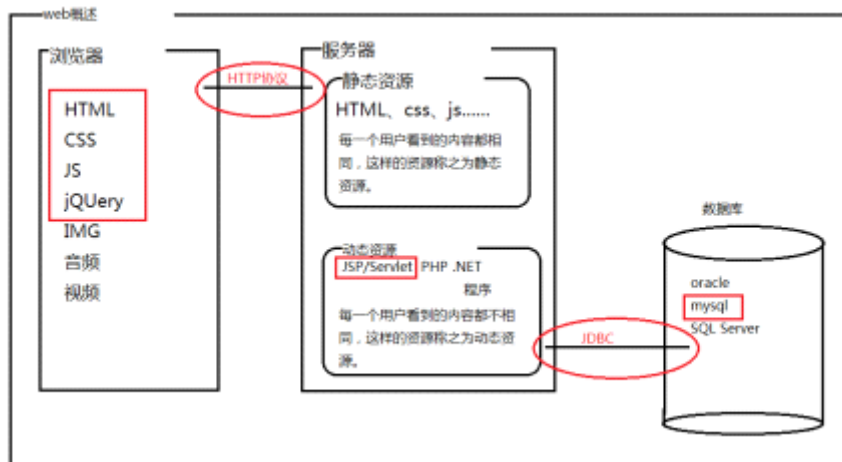 web概述
浏览器
HTML
CSS
JS
jQUery
IMG
音频
视频
HTTP协议
服务器
静态资源
HTML、css、js......
每一个用户看到的内容都相
同，这样的资源称之为静态
资源。
动态资源
JSP/Servlet PHP .NET
程序
每一个用户看到的内容都不相
同，这样的资源称之为动态资
源。
JDBC
数据库
oracle
mysql
SQL Server